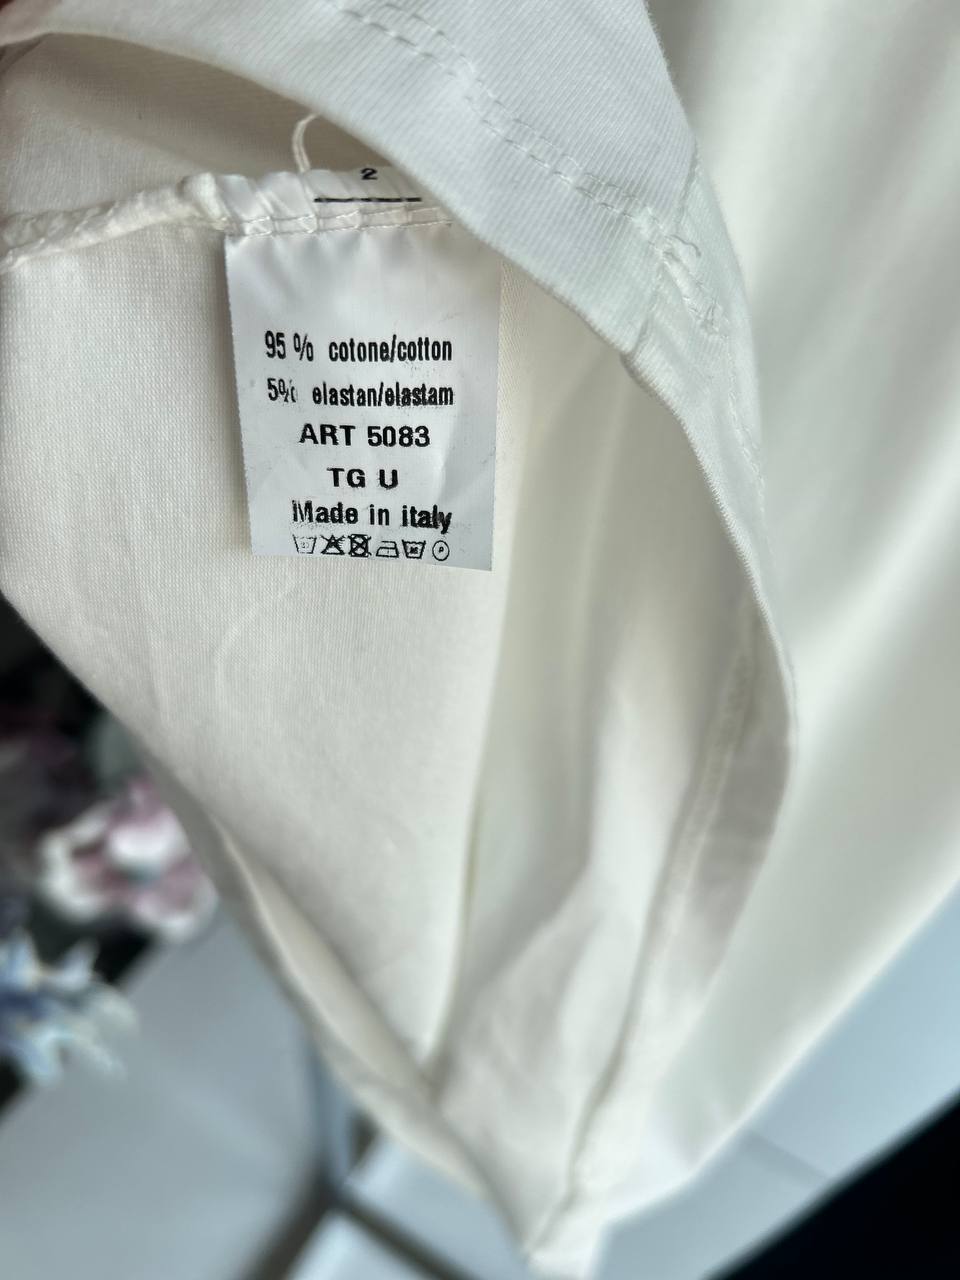 2
95 % cotone/cotton
5% elastan/elastam
ART 5083
TG U
Made in italy